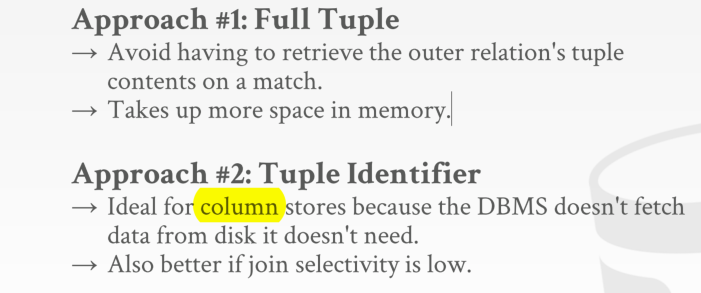 Approach #1: Full Tuple
→ Avoid having to retrieve the outer relation's tuple
contents on a match.
→ Takes up more space in memory.
Approach #2: Tuple Identifier
→ Ideal for column stores because the DBMS doesn't fetch
data from disk it doesn't need.
→ Also better if join selectivity is low.